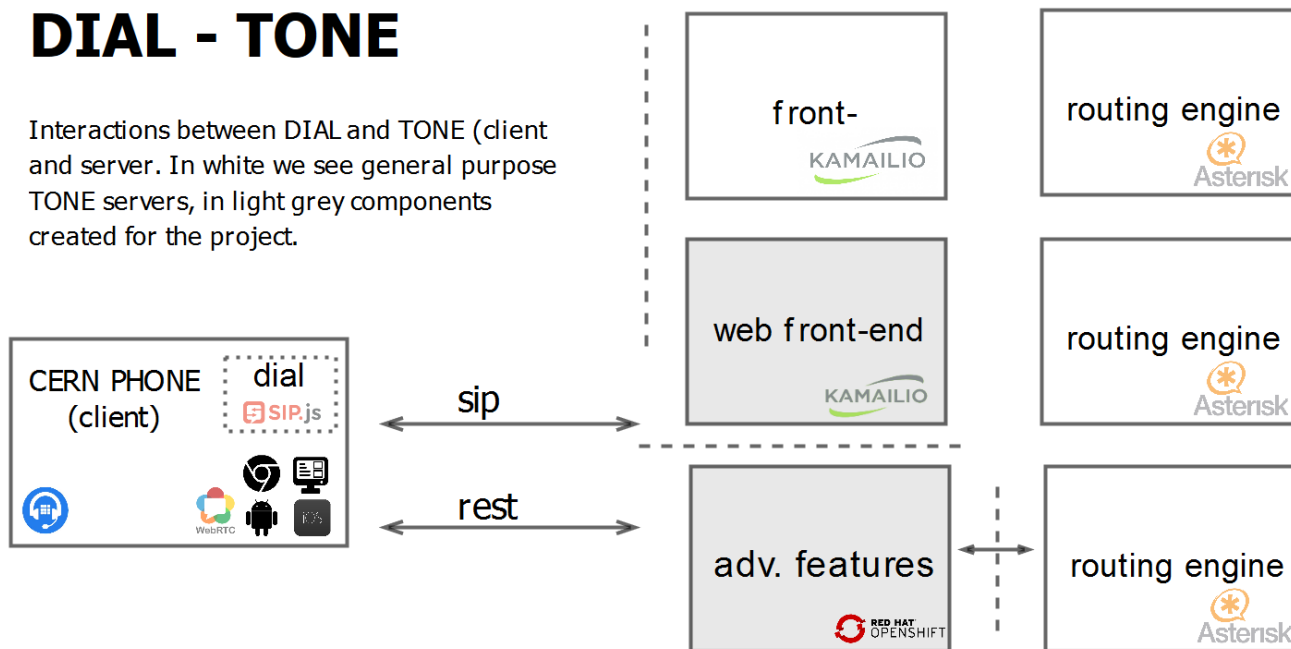 DIAL - TONE
Interactions between DIAL and TONE (client
and server. In white we see general purpose
TONE servers, in light grey components
created for the project.
front-
KAMAILIO
routing engine
Asterisk
web front-end
KAMAILIO
routing engine
Asterisk
CERN PHONE
(client)
dial
SIP.js
WebRTC
iOS
sip
rest
adv. features
RED HAT
OPENSHIFT
routing engine
Asterisk